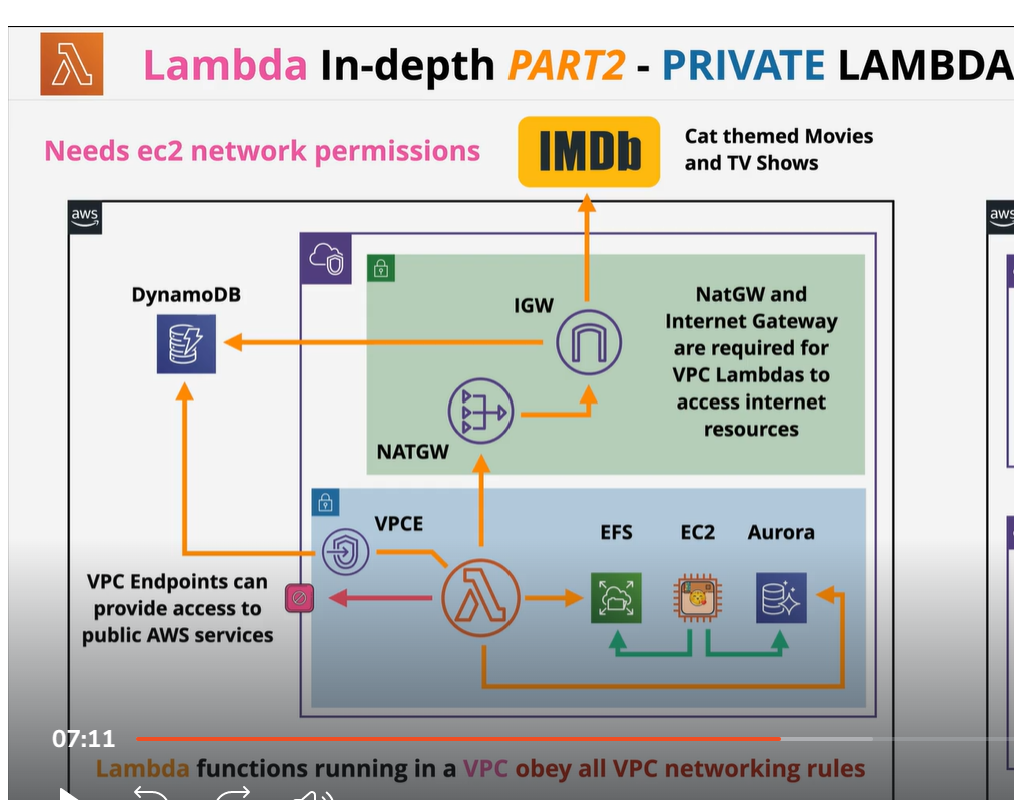 Lambda In-depth PART2 - PRIVATE LAMBDA
Needs ec2 network permissions
IMDb
Cat themed Movies
and TV Shows
aws
aws
DynamoDB
IGW
NatGW and
Internet Gateway
are required for
VPC Lambdas to
access internet
resources
NATGW
VPCE
EFS
EC2
Aurora
VPC Endpoints can
provide access to
public AWS services
07:11
Lambda functions running in a VPC obey all VPC networking rules